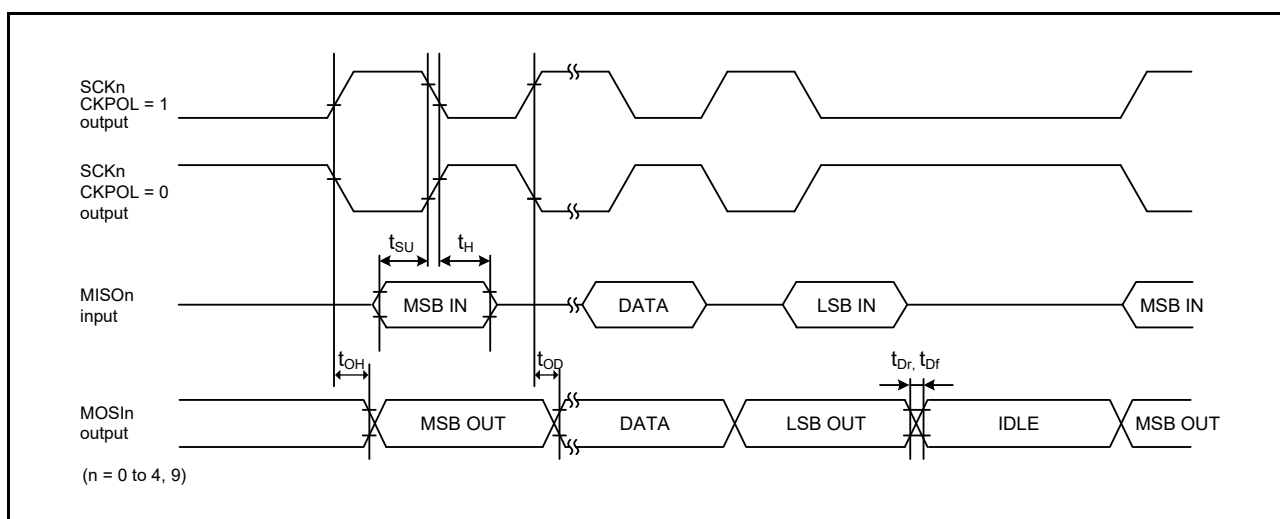 SCKn
CKPOL = 1
output
SCKn
CKPOL = 0
output
tSU
tH
MISOn
input
MSB IN
DATA
LSB IN
MSB IN
tOH
tOD
tDr, tDf
MOSIn
output
MSB OUT
DATA
LSB OUT
IDLE
MSB OUT
(n = 0 to 4, 9)